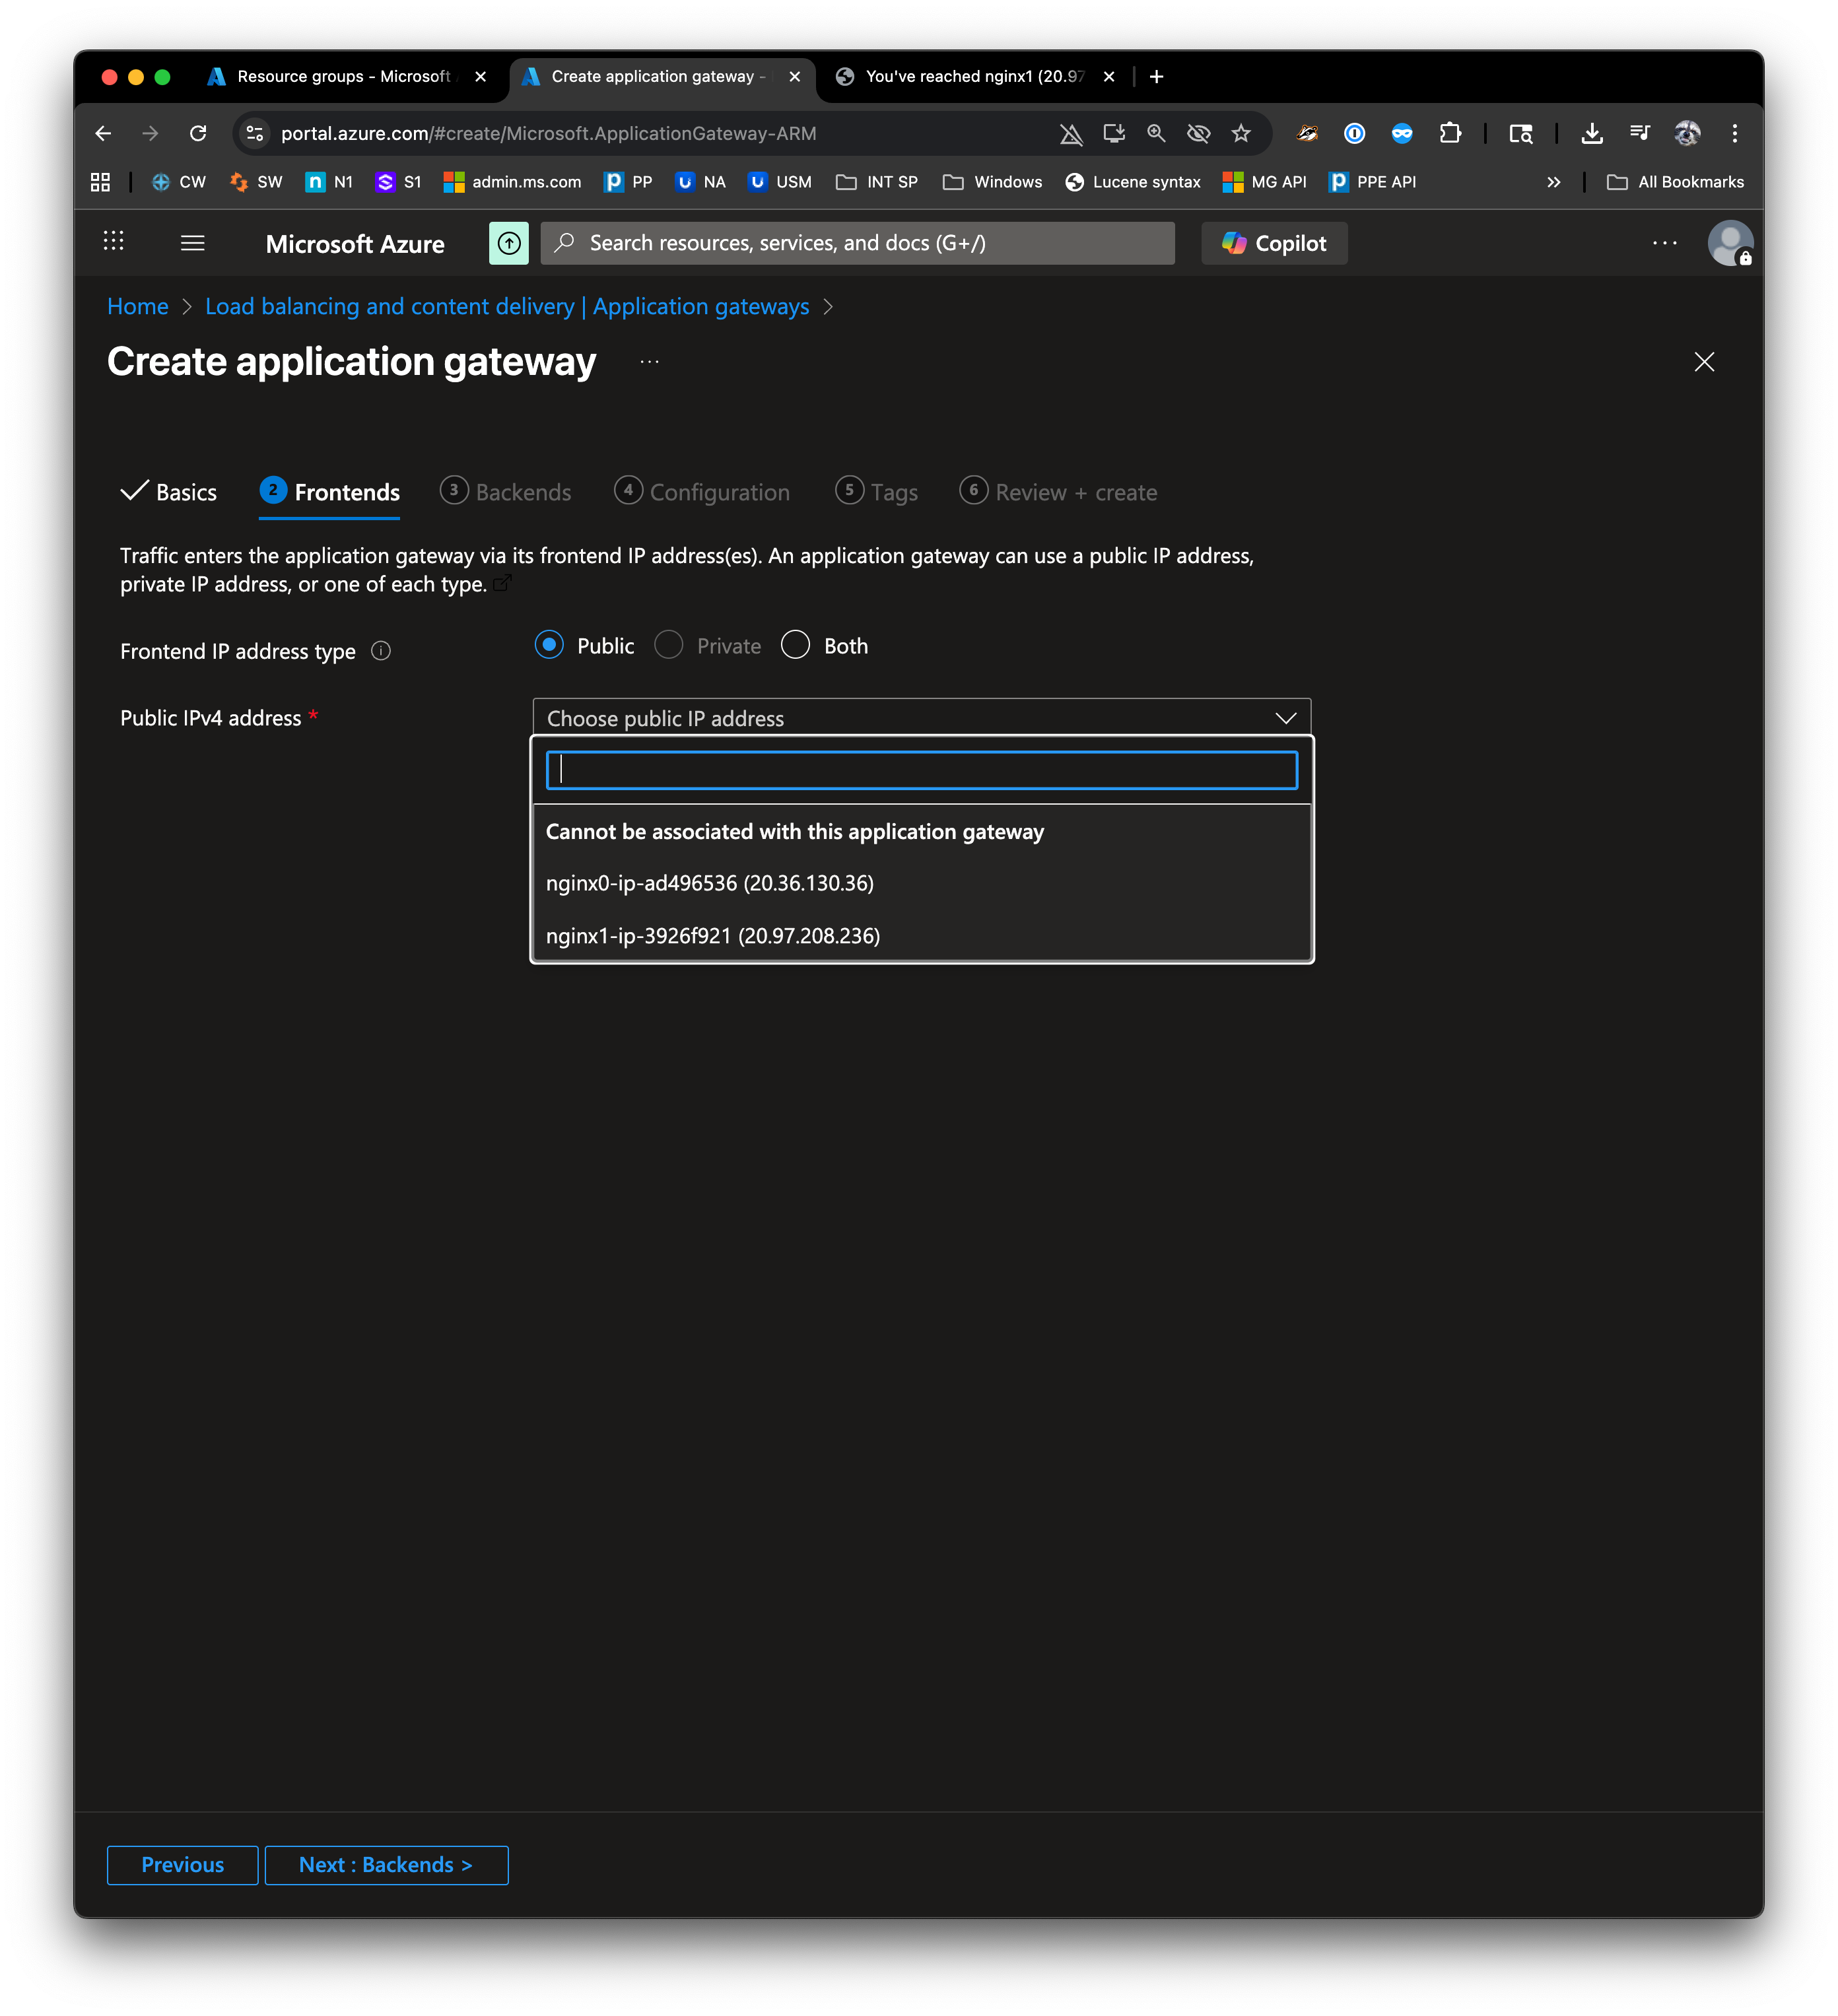 Resource groups - Microsoft
Create application gateway -
You've reached nginx1 (20.97
portal.azure.com/#create/Microsoft.ApplicationGateway-ARM
CW
SW
N1
S1
admin.ms.com
PP
NA
USM
INT SP
Windows
Lucene syntax
MG API
PPE API
All Bookmarks
Microsoft Azure
Search resources, services, and docs (G+/)
Copilot
Home > Load balancing and content delivery | Application gateways >
Create application gateway
Basics
2 Frontends
3 Backends
4 Configuration
5 Tags
6 Review + create
Traffic enters the application gateway via its frontend IP address(es). An application gateway can use a public IP address,
private IP address, or one of each type.
Frontend IP address type
Public
Private
Both
Public IPv4 address *
Choose public IP address
Cannot be associated with this application gateway
nginx0-ip-ad496536 (20.36.130.36)
nginx1-ip-3926f921 (20.97.208.236)
Previous
Next : Backends >